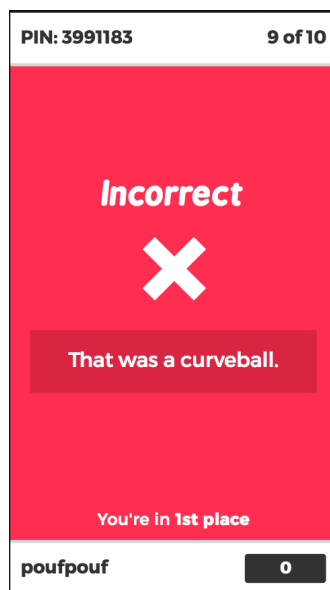 PIN: 3991183 9 of 10
Incorrect
That was a curveball.
You're in 1st place
poufpouf 0